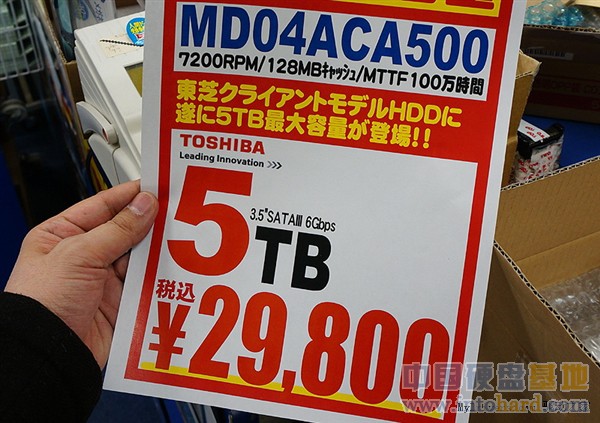 MD04ACA500
7200RPM/128MBｷｬｯｼｭ/MTTF100万時間
東芝クライアントモデルHDDに
遂に5TB最大容量が登場!!
TOSHIBA
Leading Innovation >>>
3.5"SATAⅢ 6Gbps
5TB
税込
¥29,800
中国硬盘基地
www.intohard.com